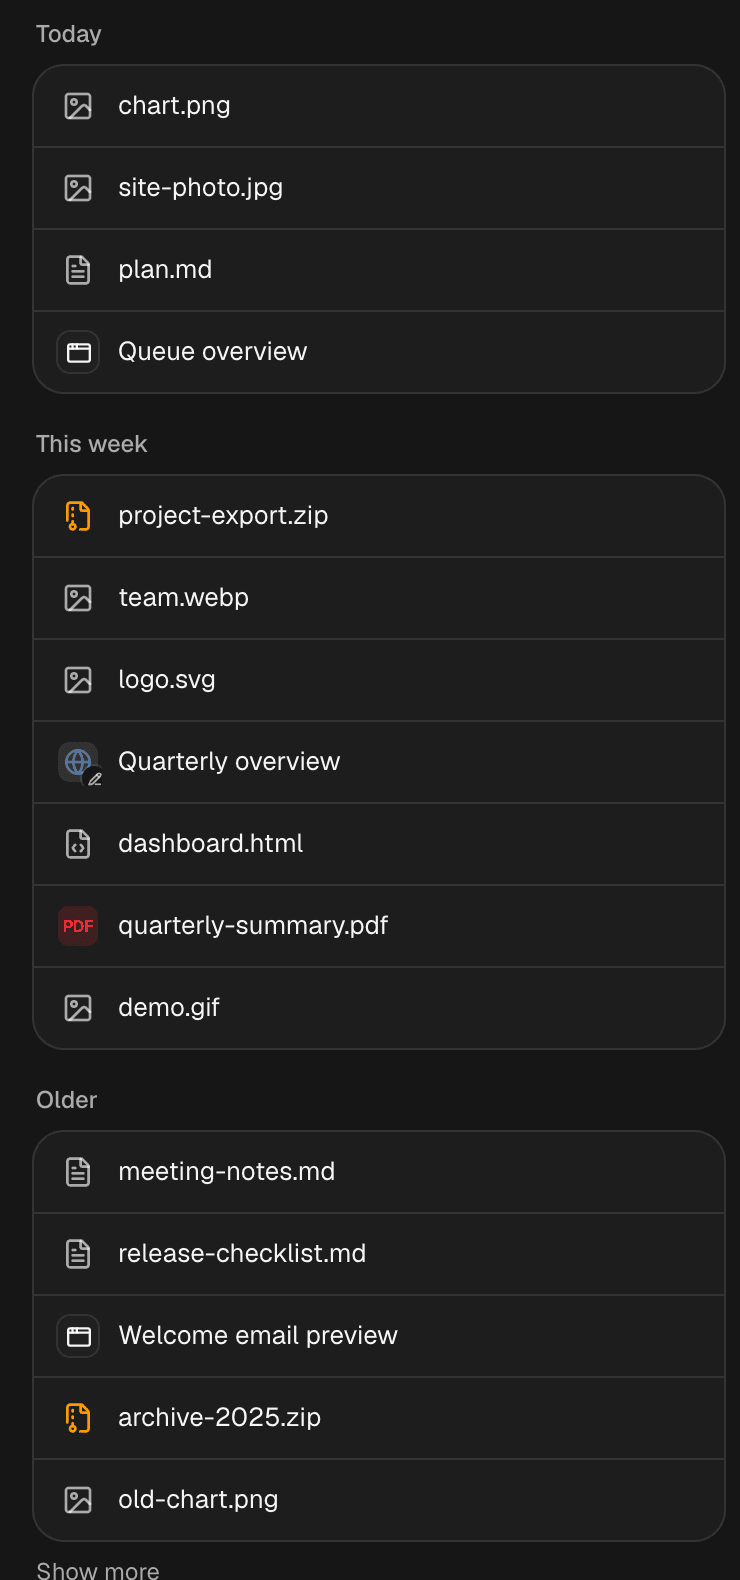 Today
chart.png
site-photo.jpg
plan.md
Queue overview
This week
project-export.zip
team.webp
logo.svg
Quarterly overview
dashboard.html
PDF quarterly-summary.pdf
demo.gif
Older
meeting-notes.md
release-checklist.md
Welcome email preview
archive-2025.zip
old-chart.png
Show more